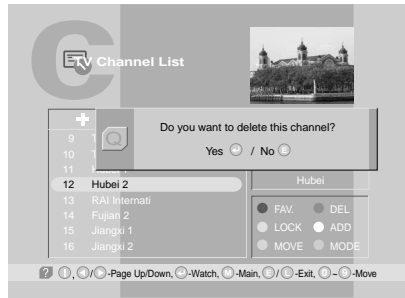 TV Channel List
Do you want to delete this channel?
Yes / No E
9 T
10 T
11 Hubei 1
12 Hubei 2
Hubei
13 RAI Internati
14 Fujian 2
15 Jiangxi 1
16 Jiangxi 2
FAV. DEL
LOCK ADD
MOVE MODE
? , / -Page Up/Down, -Watch, M -Main, E / L -Exit, 0 ~ 9 -Move